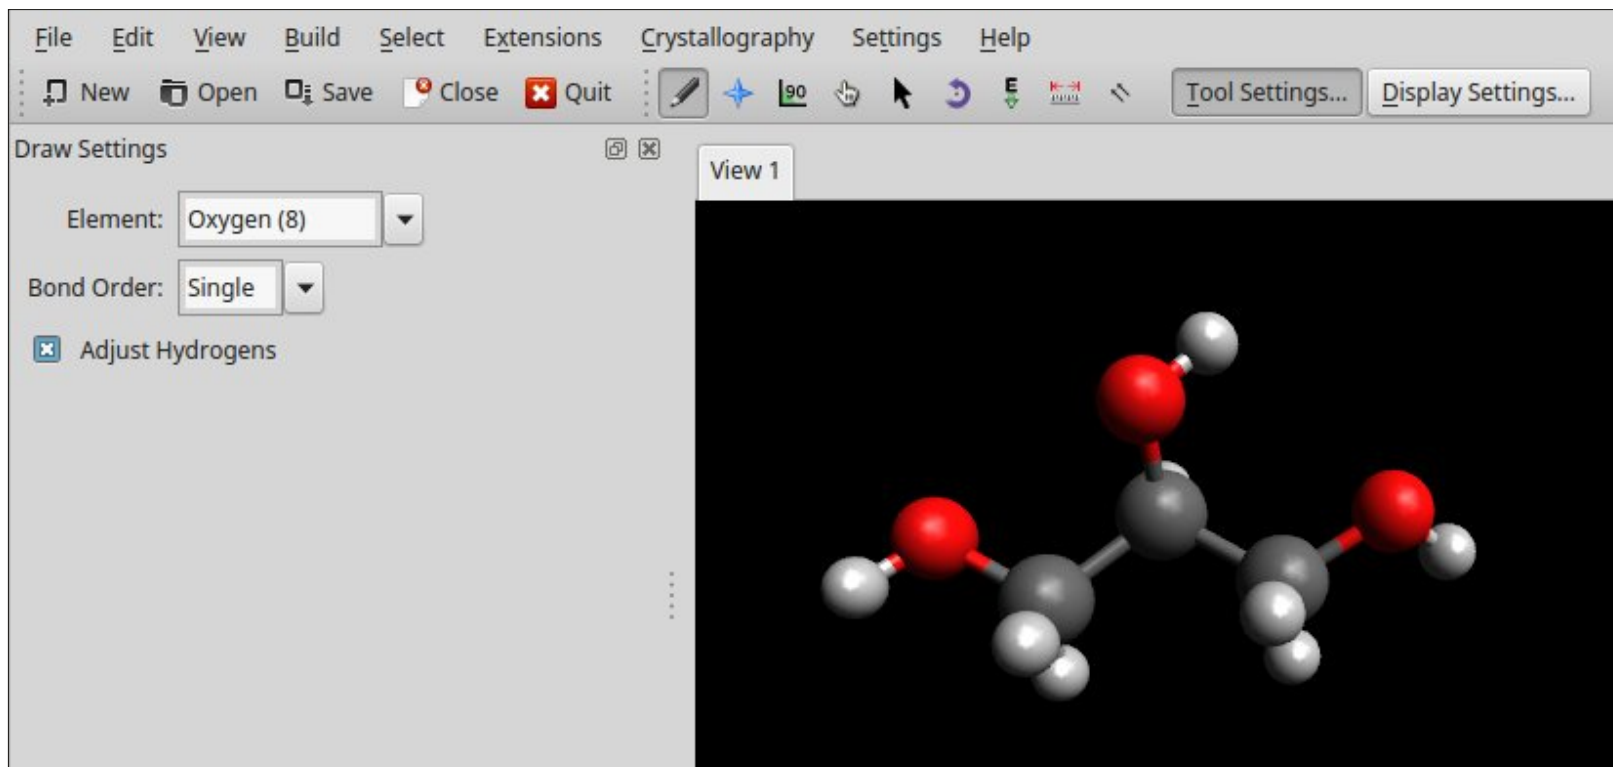 File Edit View Build Select Extensions Crystallography Settings Help
New Open Save Close Quit 90 E Tool Settings... Display Settings...
Draw Settings
View 1
Element: Oxygen (8)
Bond Order: Single
Adjust Hydrogens